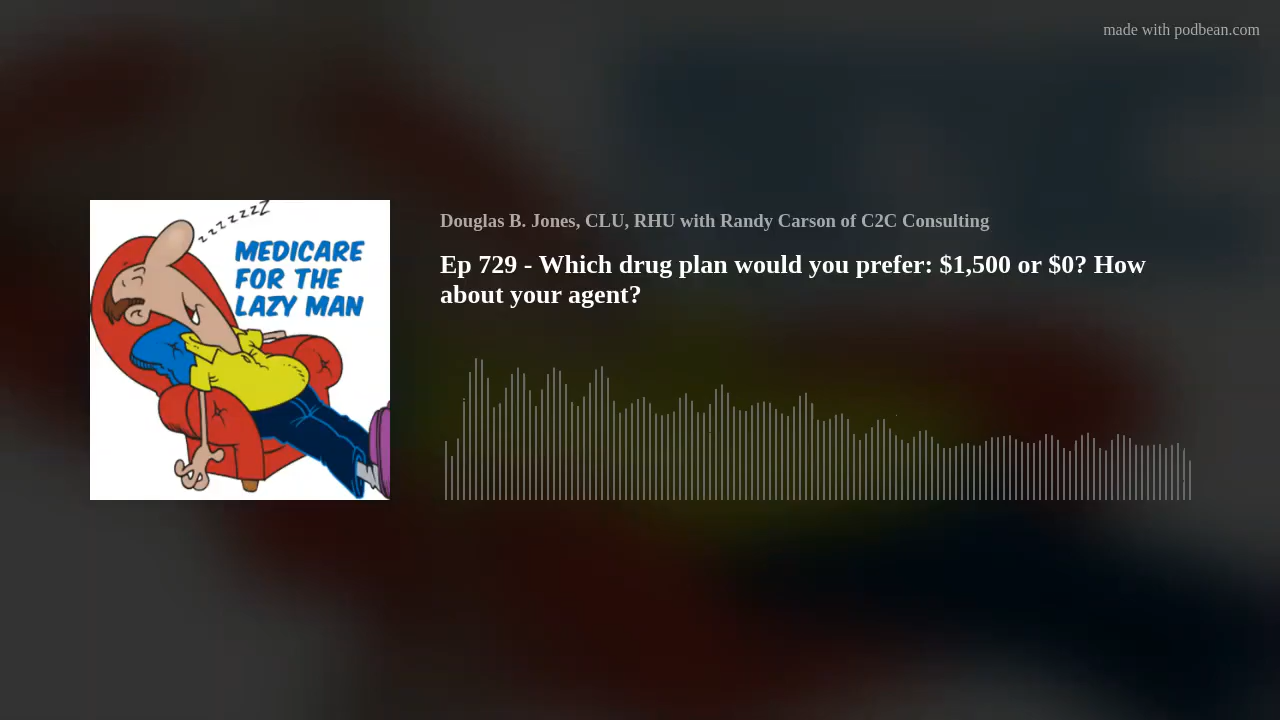 made with podbean.com
zzzzzzZ
MEDICARE
FOR THE
LAZY MAN
Douglas B. Jones, CLU, RHU with Randy Carson of C2C Consulting
Ep 729 - Which drug plan would you prefer: $1,500 or $0? How
about your agent?